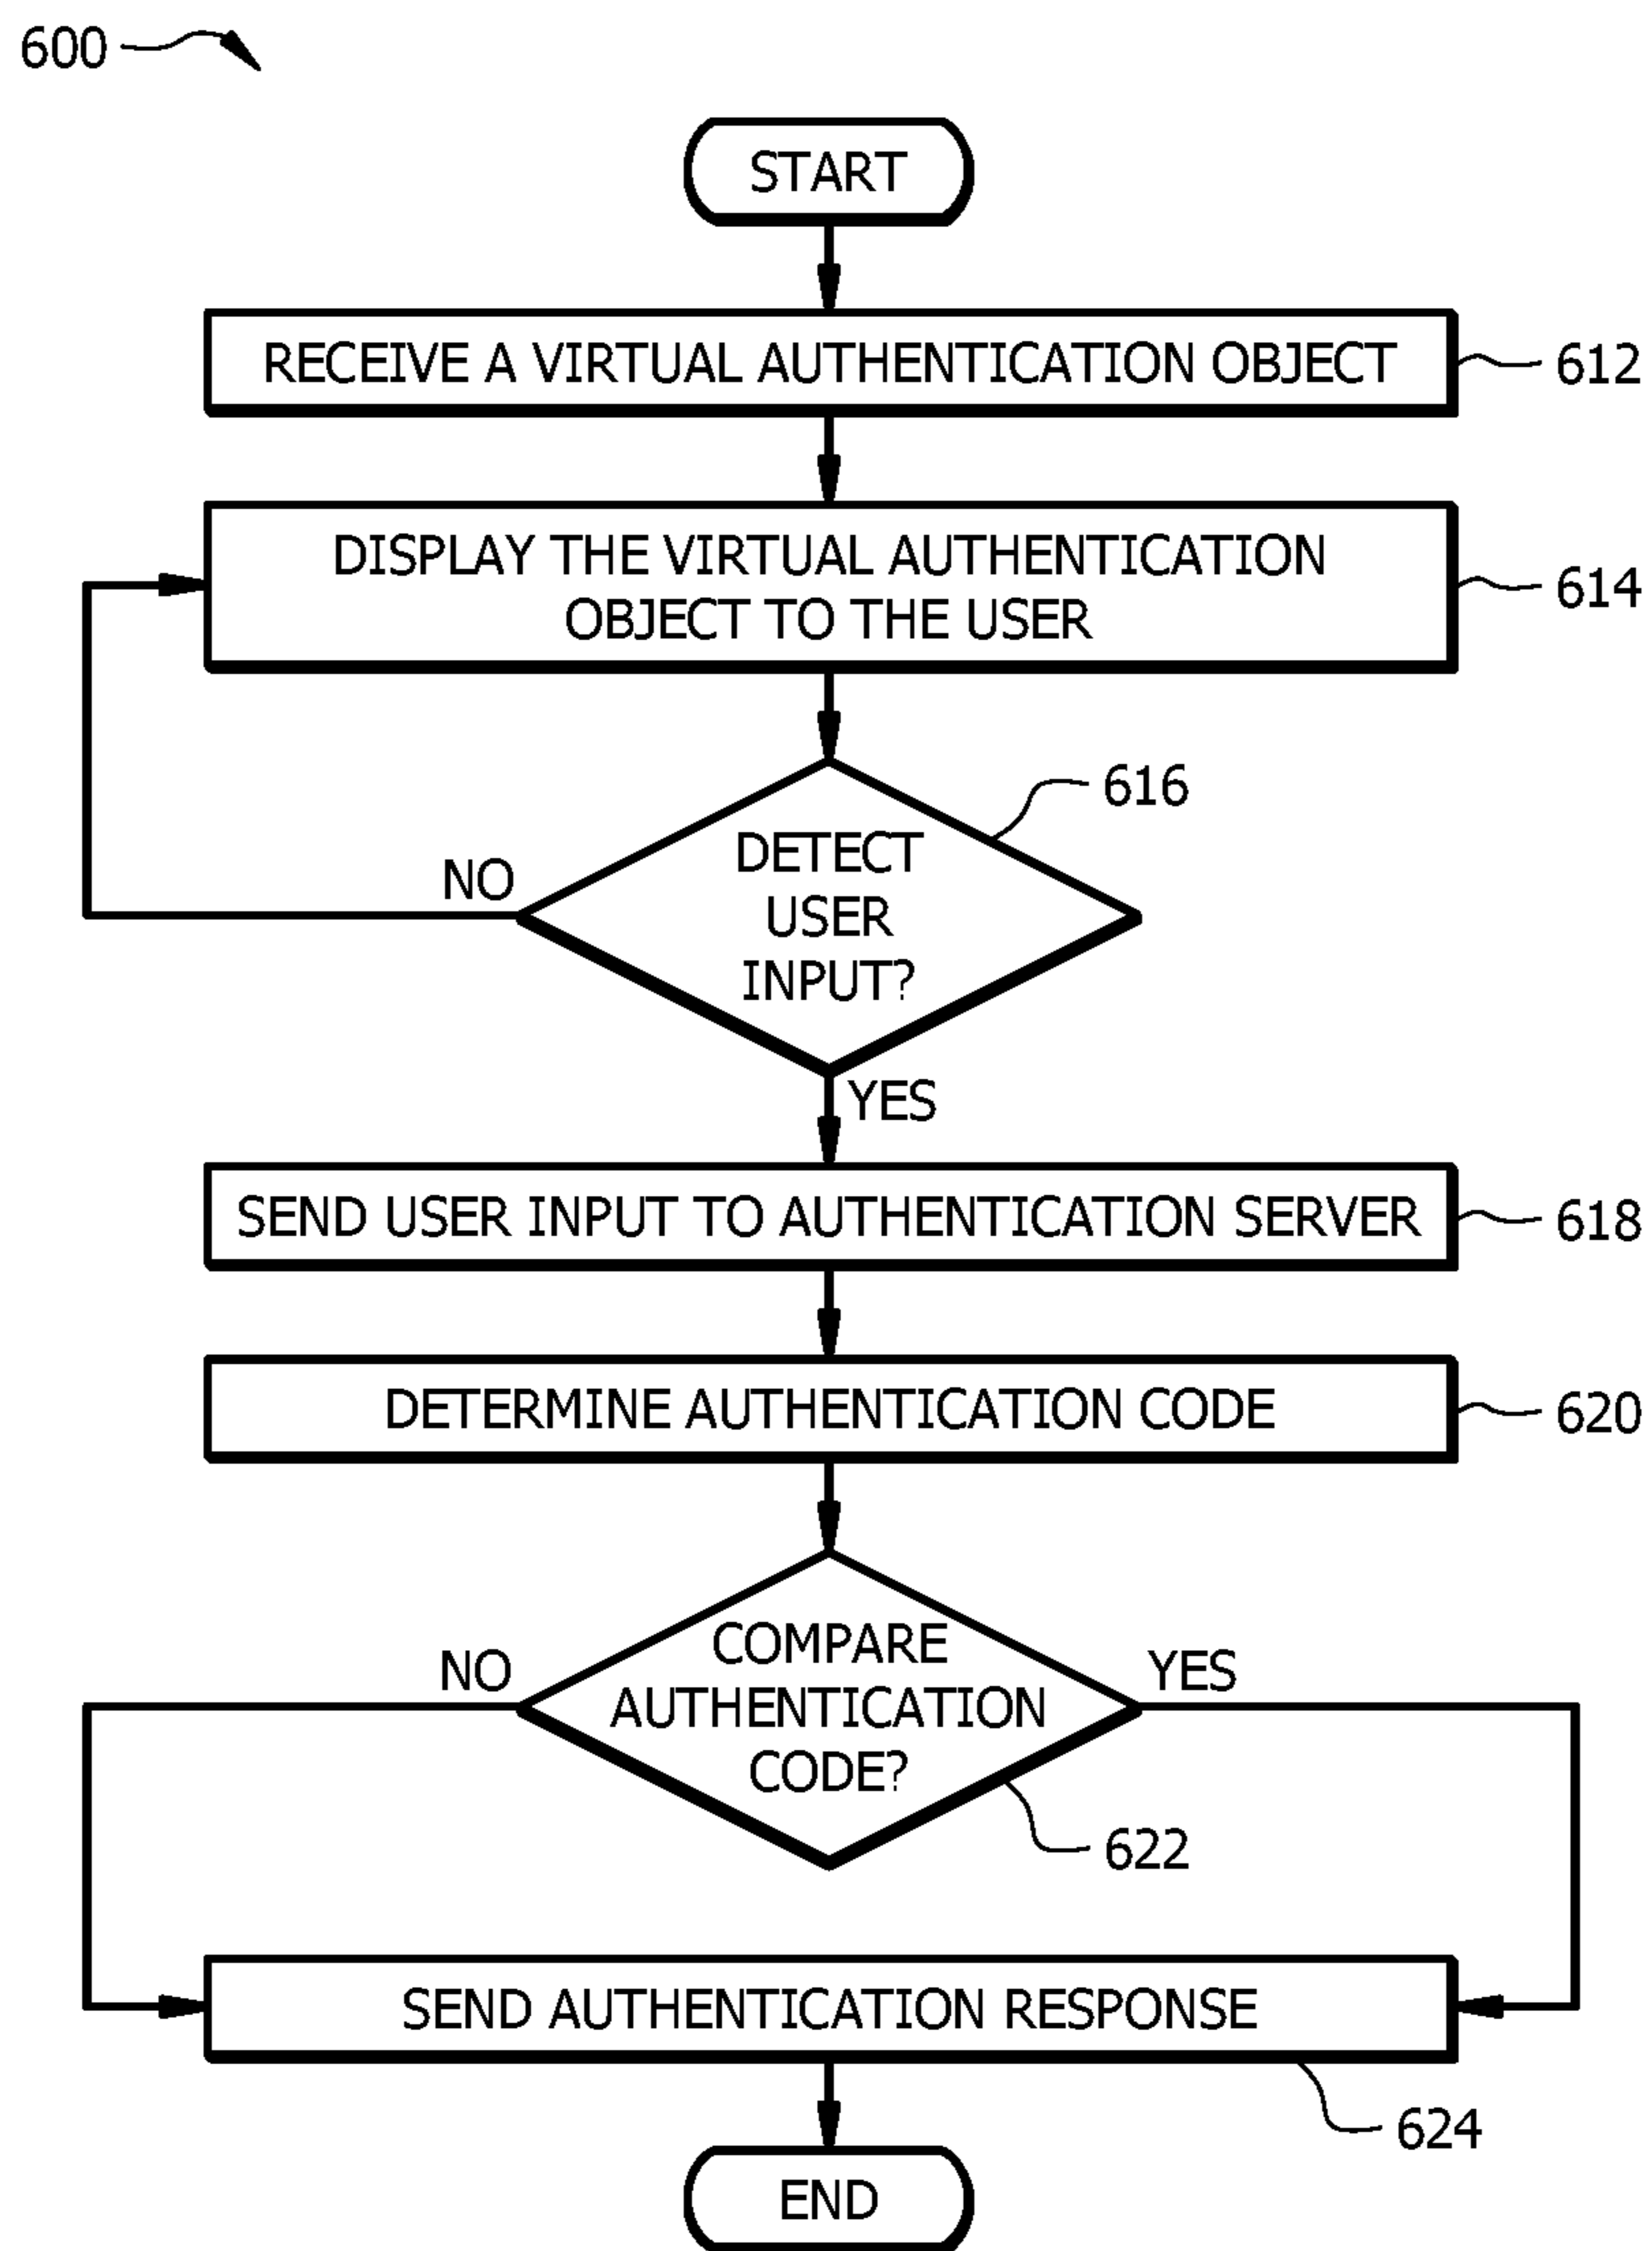 600
START
RECEIVE A VIRTUAL AUTHENTICATION OBJECT
612
DISPLAY THE VIRTUAL AUTHENTICATION
OBJECT TO THE USER
614
616
DETECT
USER
INPUT?
NO
YES
SEND USER INPUT TO AUTHENTICATION SERVER
618
DETERMINE AUTHENTICATION CODE
620
COMPARE
AUTHENTICATION
CODE?
NO
YES
622
SEND AUTHENTICATION RESPONSE
624
END